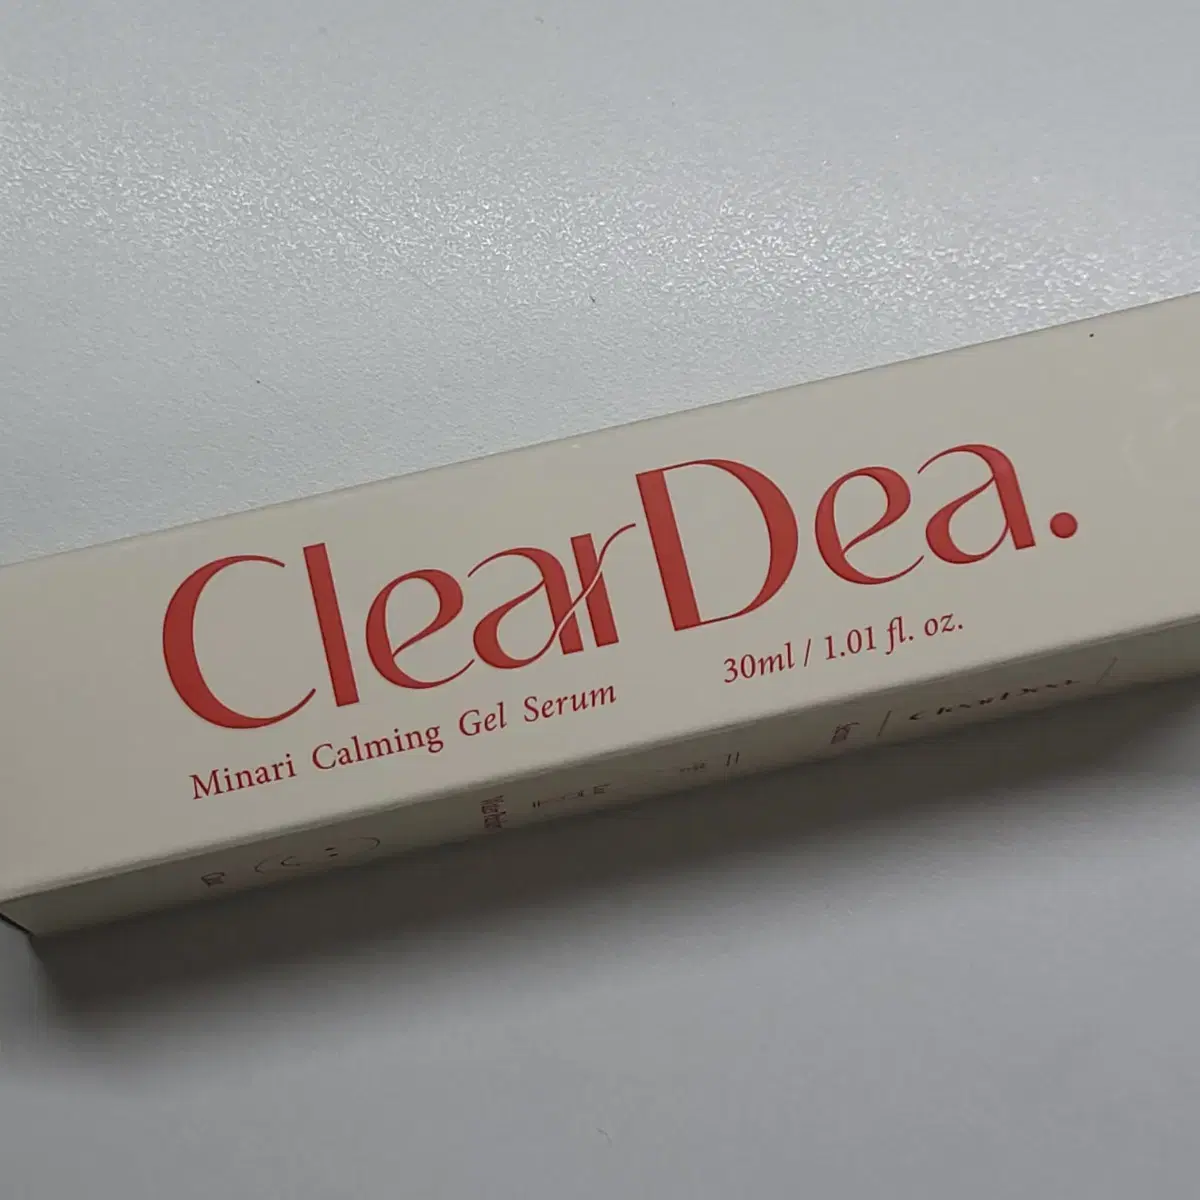 ClearDea.
Minari Calming Gel Serum
30ml / 1.01 fl. oz.